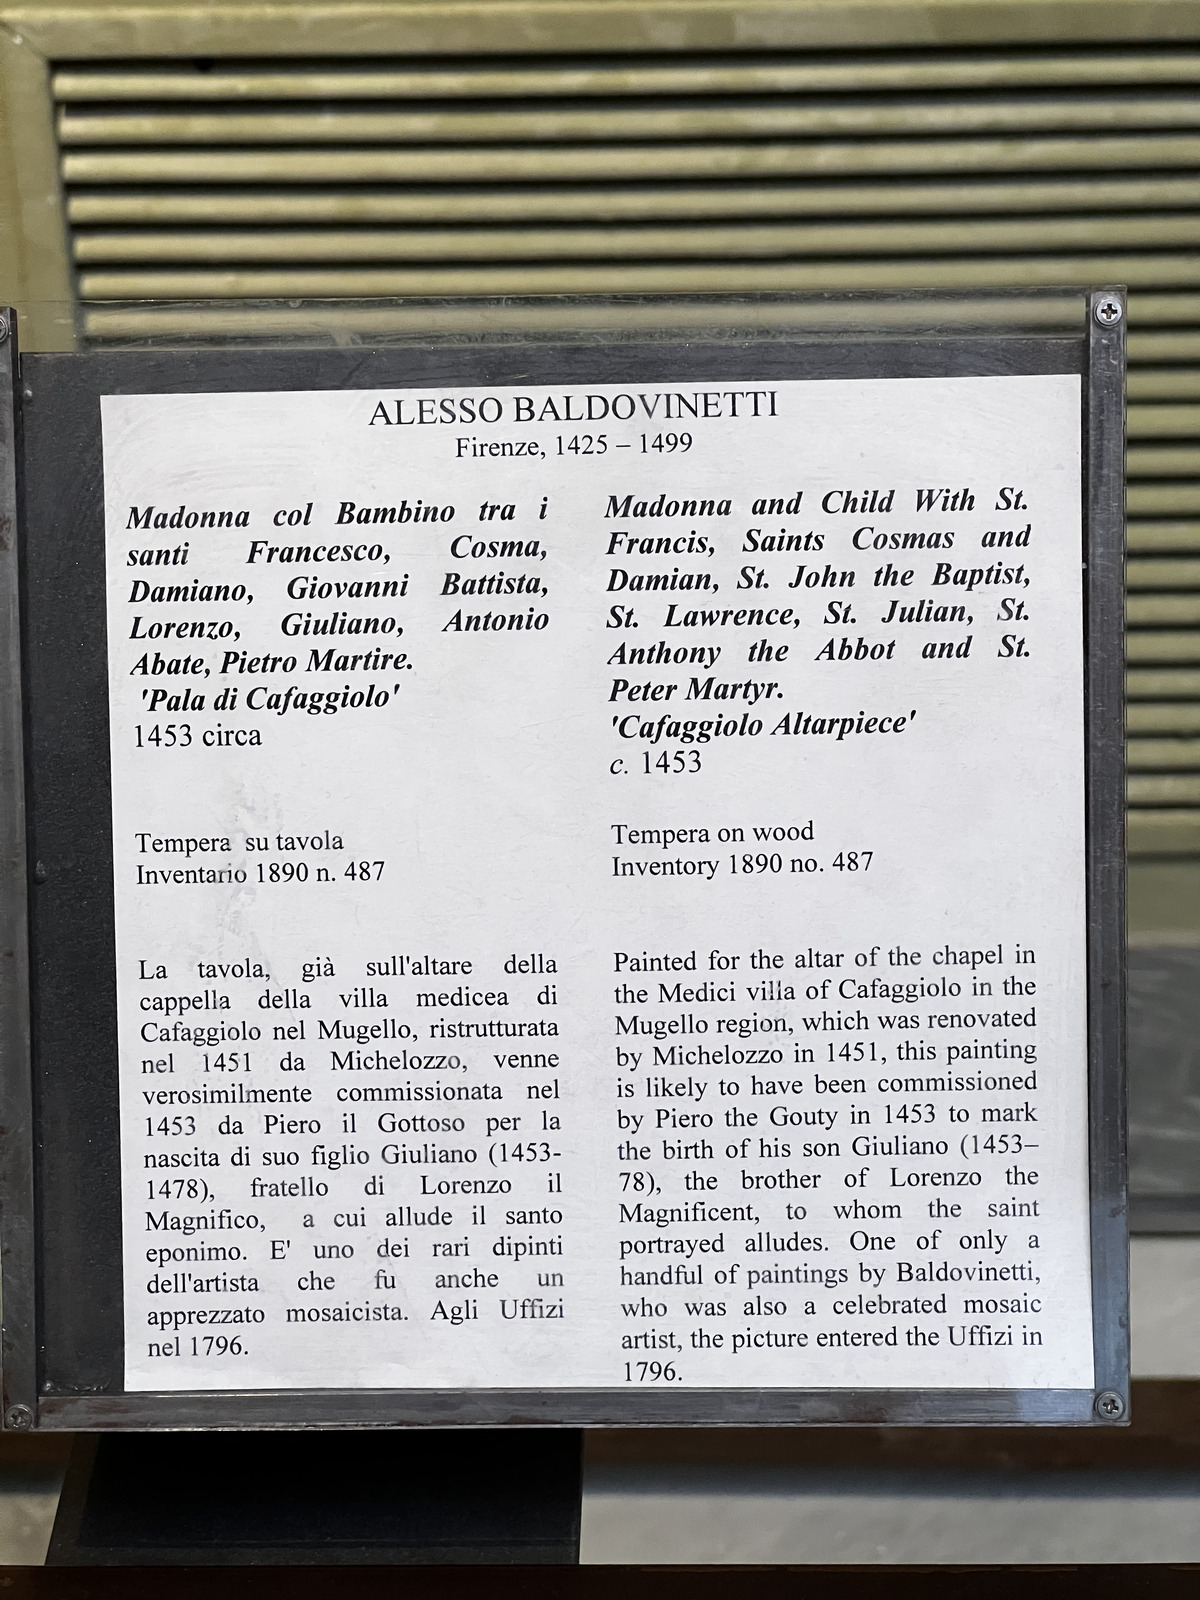 ALESSO BALDOVINETTI
Firenze, 1425 – 1499
Madonna col Bambino tra i
santi Francesco, Cosma,
Damiano, Giovanni Battista,
Lorenzo, Giuliano, Antonio
Abate, Pietro Martire.
'Pala di Cafaggiolo'
1453 circa
Tempera su tavola
Inventario 1890 n. 487
La tavola, già sull'altare della
cappella della villa medicea di
Cafaggiolo nel Mugello, ristrutturata
nel 1451 da Michelozzo, venne
verosimilmente commissionata nel
1453 da Piero il Gottoso per la
nascita di suo figlio Giuliano (1453-
1478), fratello di Lorenzo il
Magnifico, a cui allude il santo
eponimo. E' uno dei rari dipinti
dell'artista che fu anche un
apprezzato mosaicista. Agli Uffizi
nel 1796.
Madonna and Child With St.
Francis, Saints Cosmas and
Damian, St. John the Baptist,
St. Lawrence, St. Julian, St.
Anthony the Abbot and St.
Peter Martyr.
'Cafaggiolo Altarpiece'
c. 1453
Tempera on wood
Inventory 1890 no. 487
Painted for the altar of the chapel in
the Medici villa of Cafaggiolo in the
Mugello region, which was renovated
by Michelozzo in 1451, this painting
is likely to have been commissioned
by Piero the Gouty in 1453 to mark
the birth of his son Giuliano (1453–
78), the brother of Lorenzo the
Magnificent, to whom the saint
portrayed alludes. One of only a
handful of paintings by Baldovinetti,
who was also a celebrated mosaic
artist, the picture entered the Uffizi in
1796.